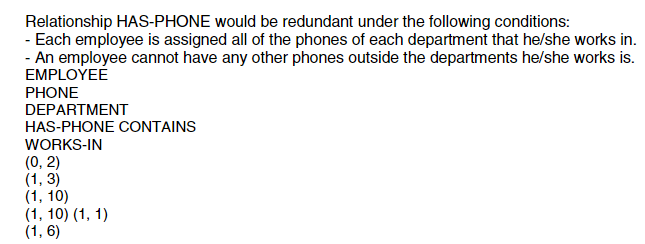 Relationship HAS-PHONE would be redundant under the following conditions:
- Each employee is assigned all of the phones of each department that he/she works in.
- An employee cannot have any other phones outside the departments he/she works is.
EMPLOYEE
PHONE
DEPARTMENT
HAS-PHONE CONTAINS
WORKS-IN
(0, 2)
(1, 3)
(1, 10)
(1, 10) (1, 1)
(1, 6)